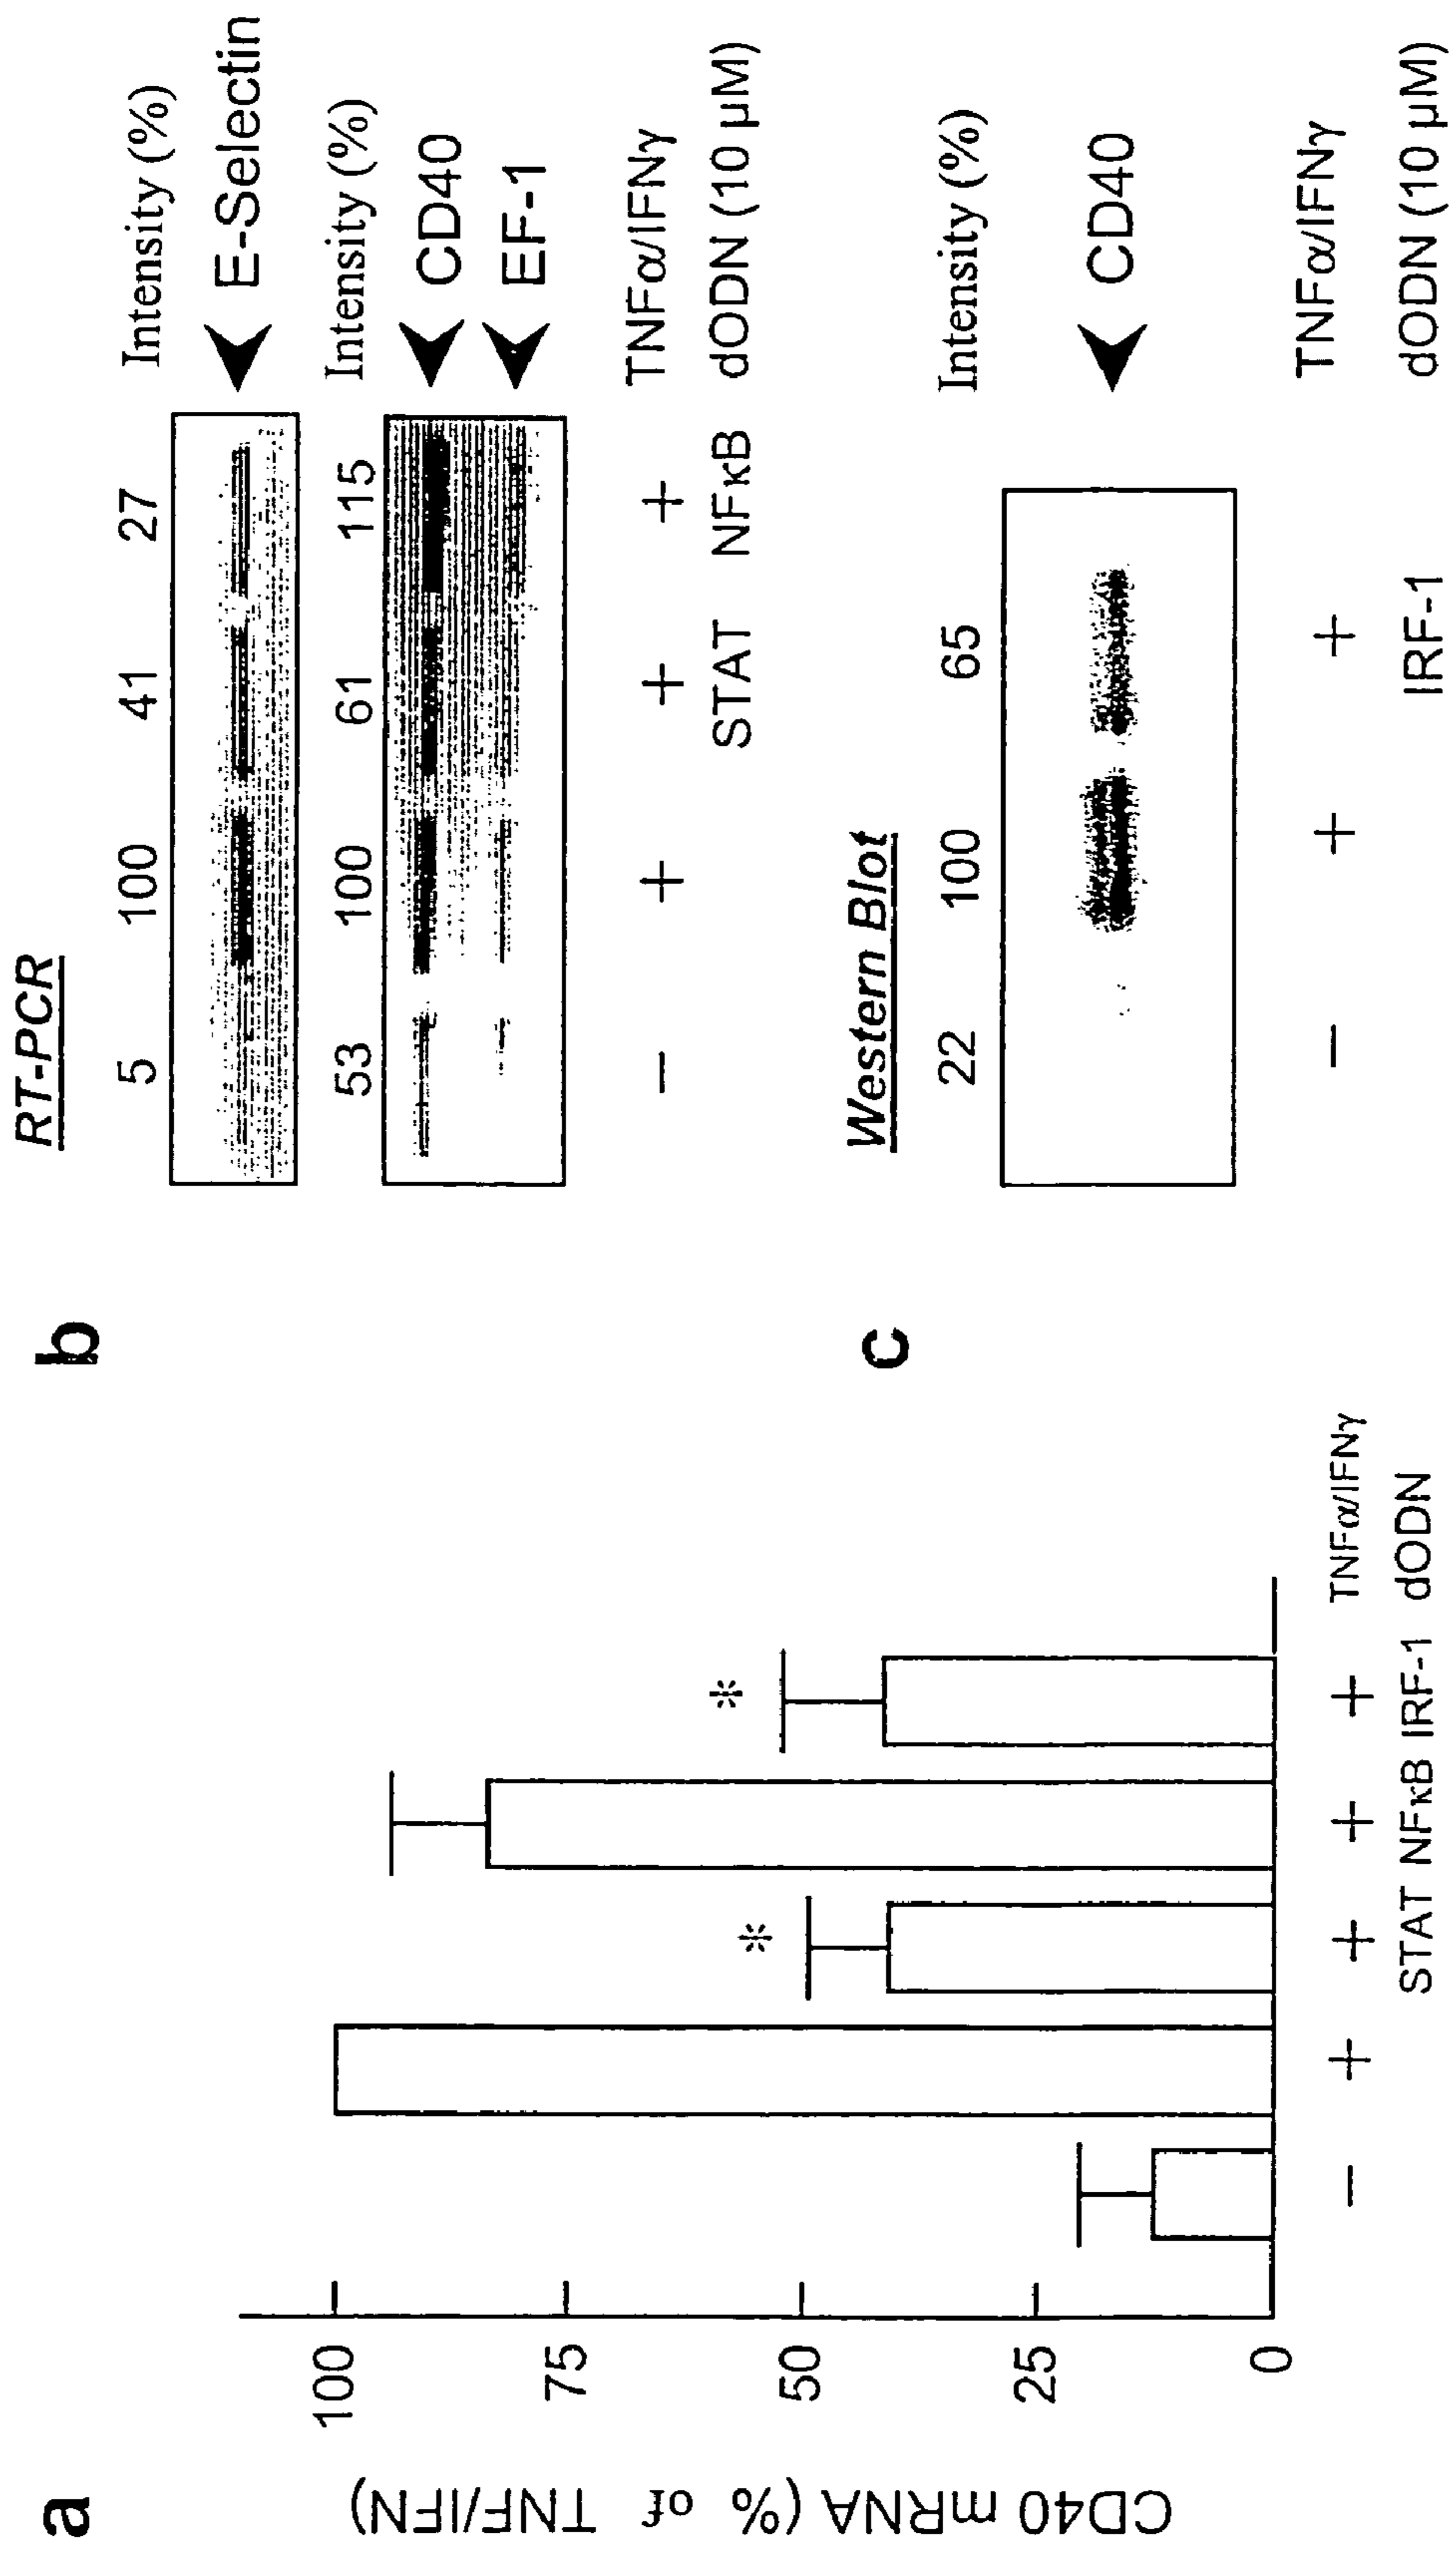 a
CD40 mRNA (% of TNF/IFN)
100
75
50
25
0
− + + + + TNFα/IFNγ
STAT NFκB IRF-1 dODN
b
RT-PCR
5 100 41 27 Intensity (%)
E-Selectin
53 100 61 115 Intensity (%)
CD40
EF-1
− + + + TNFα/IFNγ
STAT NFκB dODN (10 μM)
c
Western Blot
22 100 65 Intensity (%)
CD40
− + + TNFα/IFNγ
IRF-1 dODN (10 μM)